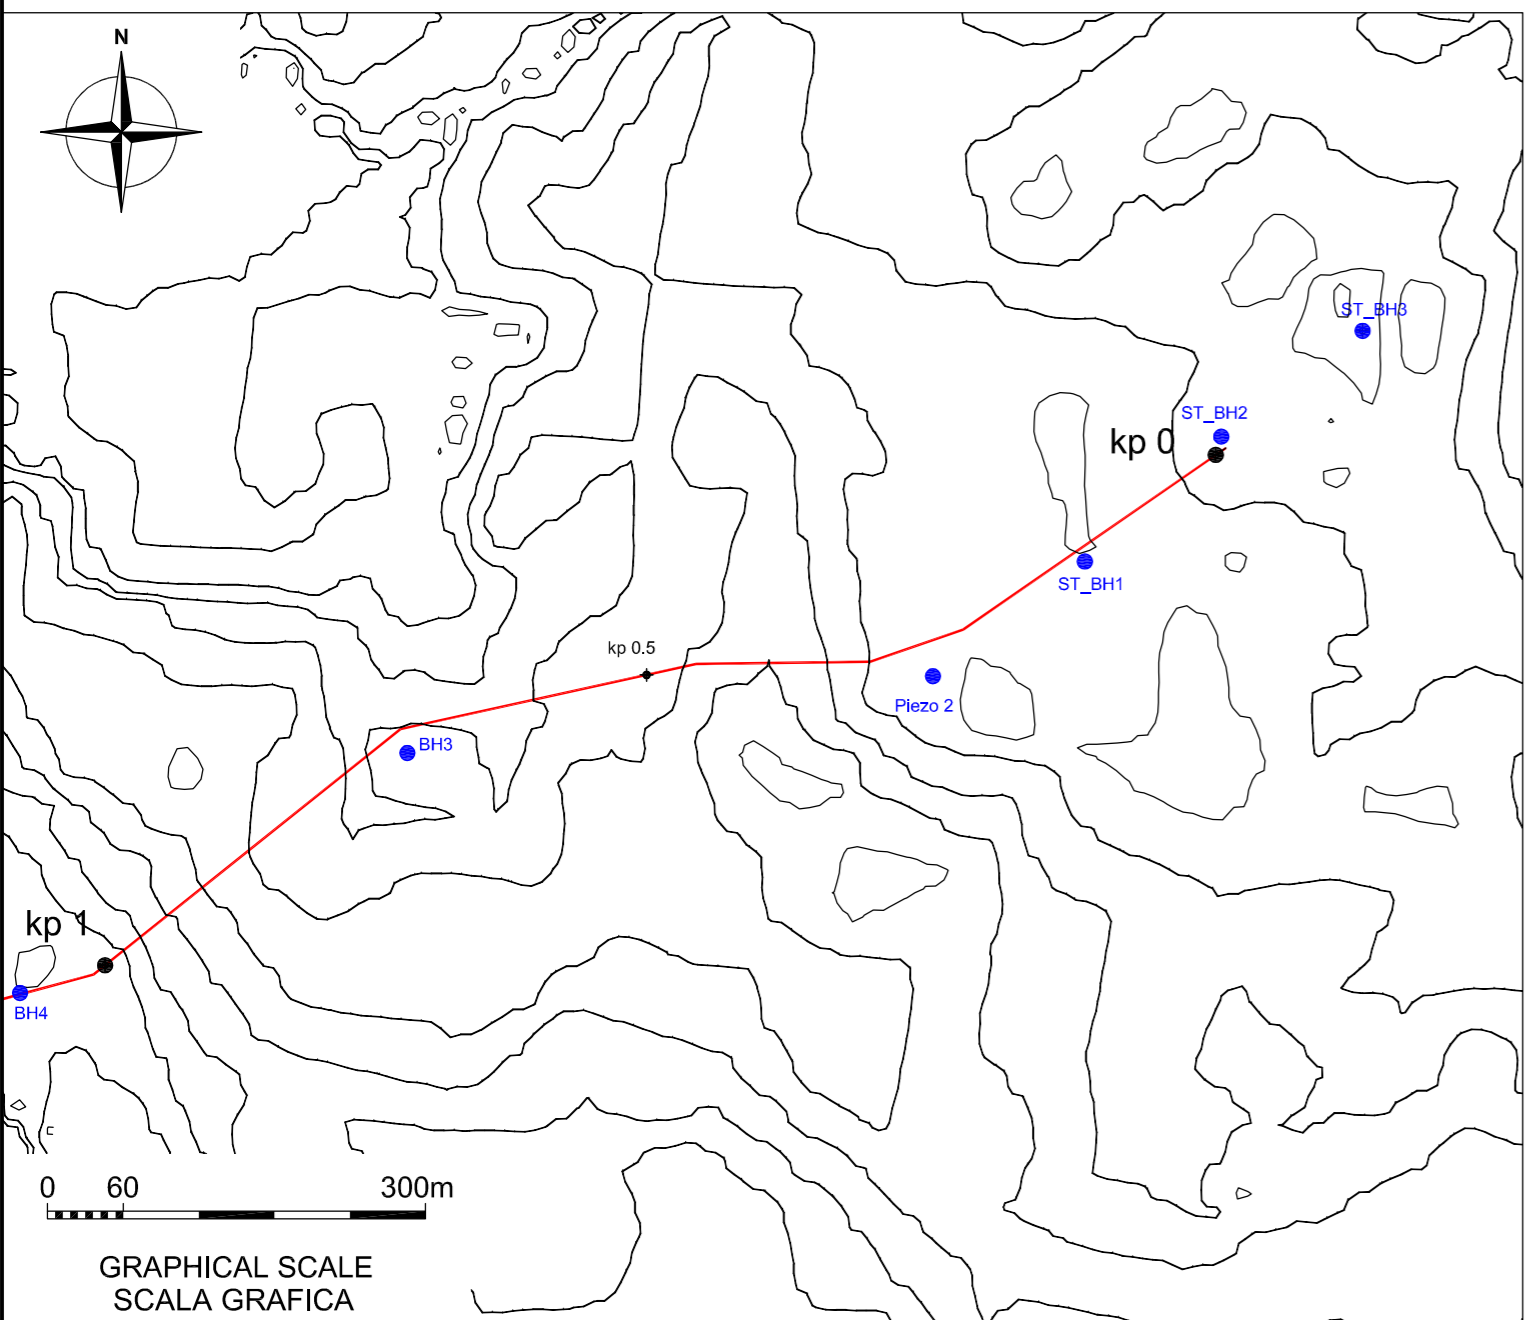 N
ST_BH3
ST_BH2
kp 0
ST_BH1
kp 0.5
Piezo 2
BH3
kp 1
BH4
0 60 300m
GRAPHICAL SCALE
SCALA GRAFICA